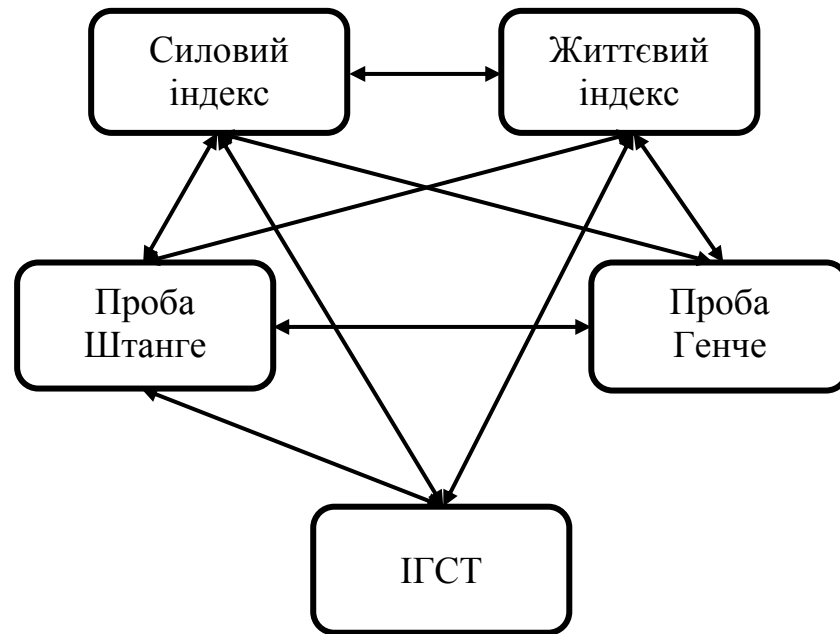 Силовий
індекс
Життєвий
індекс
Проба
Штанге
Проба
Генче
ІГСТ